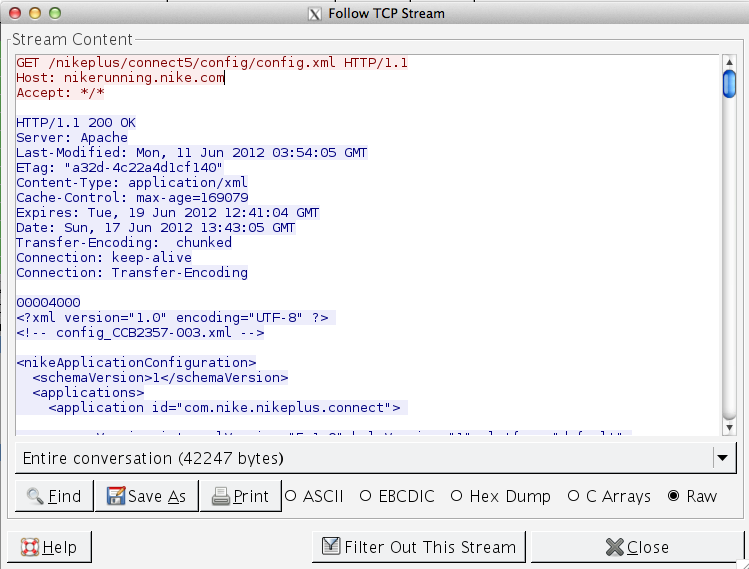 Follow TCP Stream
Stream Content
GET /nikeplus/connect5/config/config.xml HTTP/1.1
Host: nikerunning.nike.com
Accept: */*
HTTP/1.1 200 OK
Server: Apache
Last-Modified: Mon, 11 Jun 2012 03:54:05 GMT
ETag: "a32d-4c22a4d1cf140"
Content-Type: application/xml
Cache-Control: max-age=169079
Expires: Tue, 19 Jun 2012 12:41:04 GMT
Date: Sun, 17 Jun 2012 13:43:05 GMT
Transfer-Encoding:  chunked
Connection: keep-alive
Connection: Transfer-Encoding
00004000
<?xml version="1.0" encoding="UTF-8" ?>
<!-- config_CCB2357-003.xml -->
<nikeApplicationConfiguration>
  <schemaVersion>1</schemaVersion>
  <applications>
    <application id="com.nike.nikeplus.connect">
Entire conversation (42247 bytes)
Find Save As Print ASCII EBCDIC Hex Dump C Arrays Raw
Help Filter Out This Stream Close